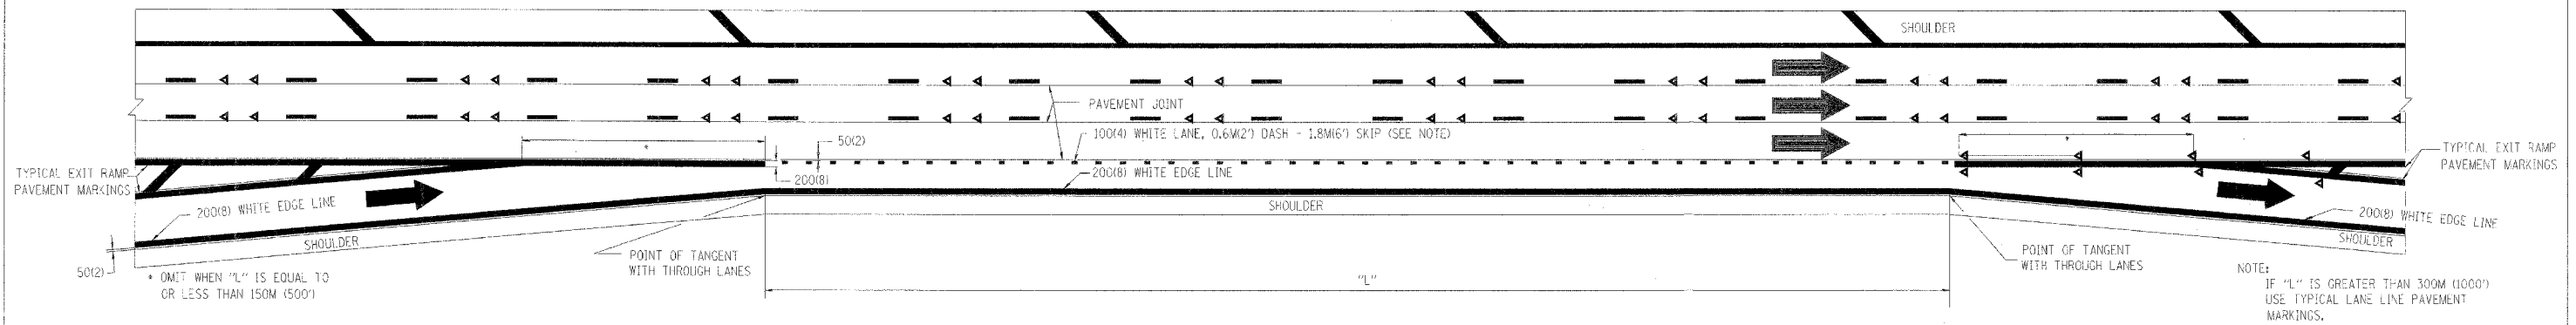 SHOULDER
PAVEMENT JOINT
100(4) WHITE LANE, 0.6M(2') DASH - 1.8M(6') SKIP (SEE NOTE)
*
*
50(2)
TYPICAL EXIT RAMP
PAVEMENT MARKINGS
TYPICAL EXIT RAMP
PAVEMENT MARKINGS
200(8)
200(8) WHITE EDGE LINE
200(8) WHITE EDGE LINE
SHOULDER
200(8) WHITE EDGE LINE
SHOULDER
SHOULDER
50(2)
POINT OF TANGENT
WITH THROUGH LANES
POINT OF TANGENT
WITH THROUGH LANES
* OMIT WHEN "L" IS EQUAL TO
OR LESS THAN 150M (500')
"L"
NOTE:
IF "L" IS GREATER THAN 300M (1000')
USE TYPICAL LANE LINE PAVEMENT
MARKINGS.